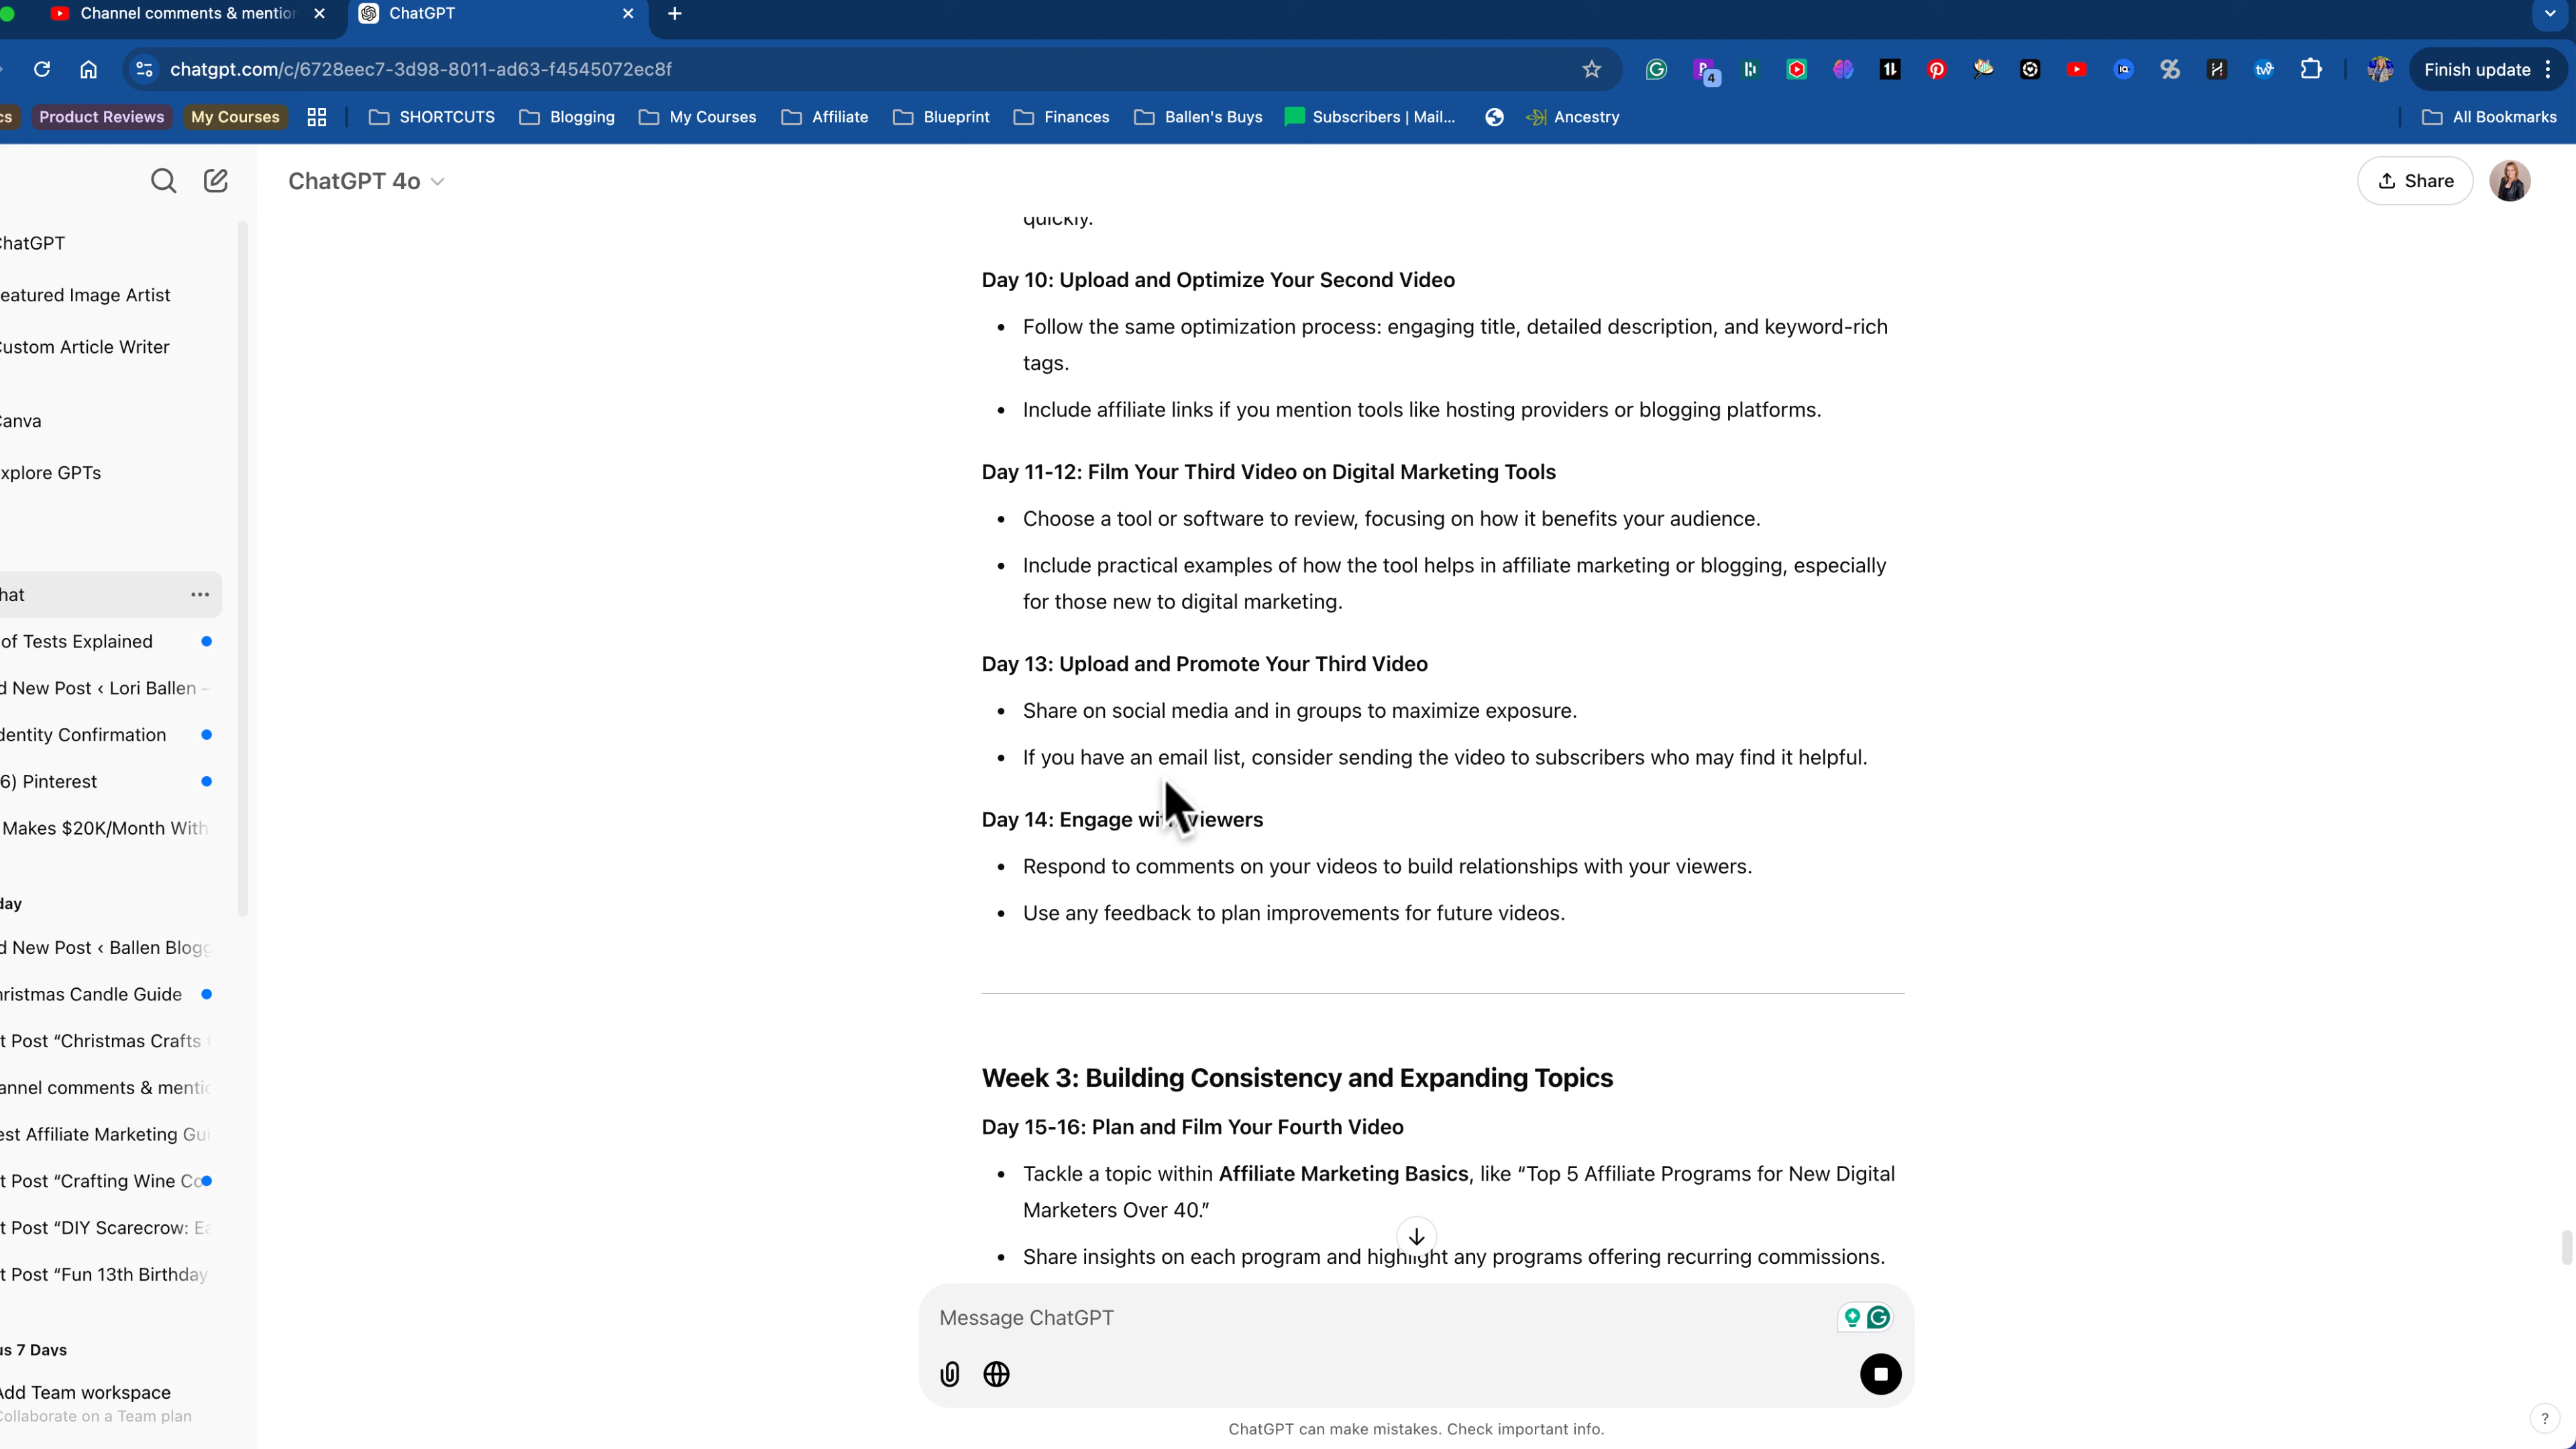 Channel comments & mention
ChatGPT
chatgpt.com/c/6728eec7-3d98-8011-ad63-f4545072ec8f
4
Finish update
cs
Product Reviews
My Courses
SHORTCUTS
Blogging
My Courses
Affiliate
Blueprint
Finances
Ballen's Buys
Subscribers | Mail...
Ancestry
All Bookmarks
ChatGPT 4o
Share
hatGPT
eatured Image Artist
ustom Article Writer
anva
xplore GPTs
hat
of Tests Explained
d New Post ‹ Lori Ballen –
dentity Confirmation
6) Pinterest
Makes $20K/Month With
day
d New Post ‹ Ballen Blogg
ristmas Candle Guide
t Post “Christmas Crafts
annel comments & mentic
est Affiliate Marketing Gui
t Post “Crafting Wine Co
t Post “DIY Scarecrow: Ea
t Post “Fun 13th Birthday
us 7 Days
Add Team workspace
Collaborate on a Team plan
quickly.
Day 10: Upload and Optimize Your Second Video
• Follow the same optimization process: engaging title, detailed description, and keyword-rich
tags.
• Include affiliate links if you mention tools like hosting providers or blogging platforms.
Day 11-12: Film Your Third Video on Digital Marketing Tools
• Choose a tool or software to review, focusing on how it benefits your audience.
• Include practical examples of how the tool helps in affiliate marketing or blogging, especially
for those new to digital marketing.
Day 13: Upload and Promote Your Third Video
• Share on social media and in groups to maximize exposure.
• If you have an email list, consider sending the video to subscribers who may find it helpful.
Day 14: Engage with Viewers
• Respond to comments on your videos to build relationships with your viewers.
• Use any feedback to plan improvements for future videos.
Week 3: Building Consistency and Expanding Topics
Day 15-16: Plan and Film Your Fourth Video
• Tackle a topic within Affiliate Marketing Basics, like “Top 5 Affiliate Programs for New Digital
Marketers Over 40.”
• Share insights on each program and highlight any programs offering recurring commissions.
Message ChatGPT
ChatGPT can make mistakes. Check important info.
?